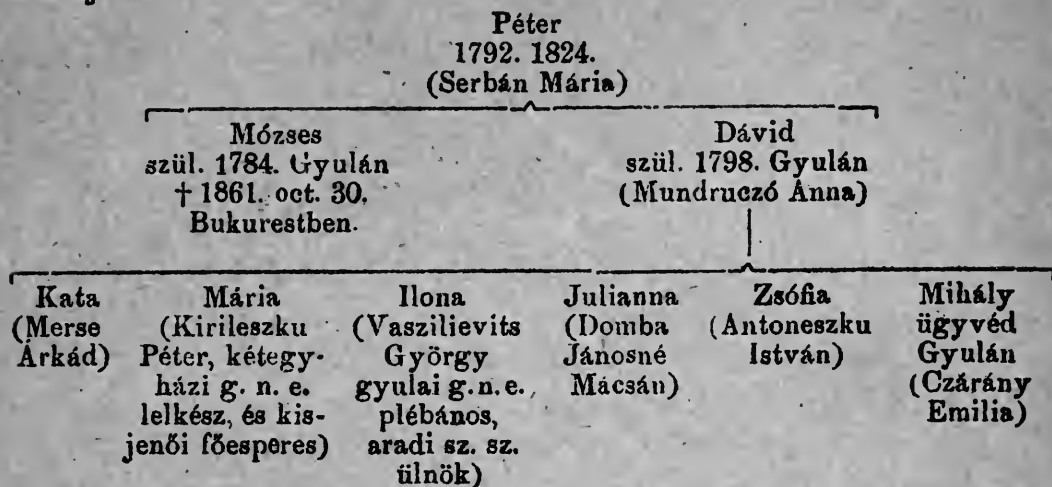 Péter
1792. 1824.
(Serbán Mária)
Mózses
szül. 1784. Gyulán
† 1861. oct. 30.
Bukurestben.
Dávid
szül. 1798. Gyulán
(Mundruczó Anna)
Kata
(Merse
Árkád)
Mária
(Kirileszku
Péter, kétegy-
házi g. n. e.
lelkész, és kis-
jenői főesperes)
Ilona
(Vaszilievits
György
gyulai g. n. e.
plébános,
aradi sz. sz.
ülnök)
Julianna
(Domba
Jánosné
Mácsán)
Zsófia
(Antoneszku
István)
Mihály
ügyvéd
Gyulán
(Czárány
Emilia)